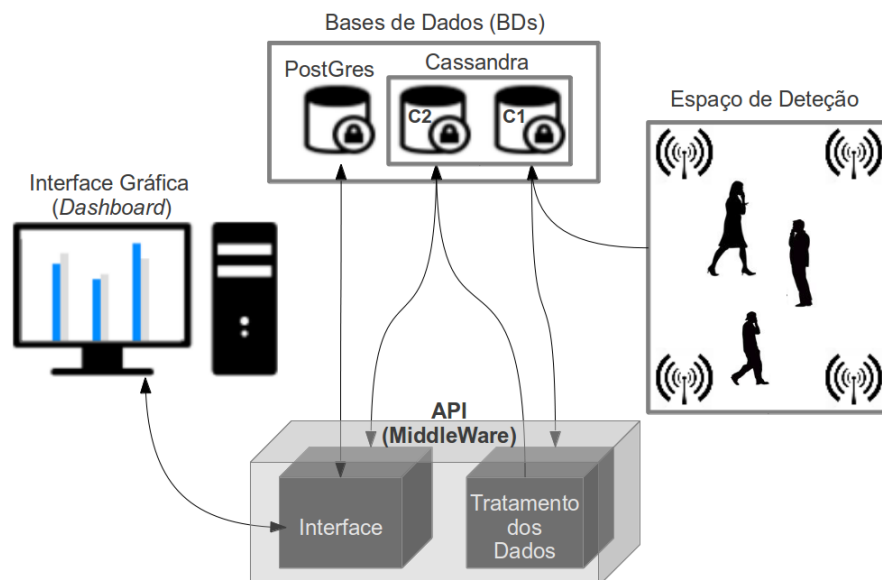 Bases de Dados (BDs)
PostGres
Cassandra
C2
C1
Espaço de Deteção
Interface Gráfica
(Dashboard)
API
(MiddleWare)
Interface
Tratamento
dos
Dados